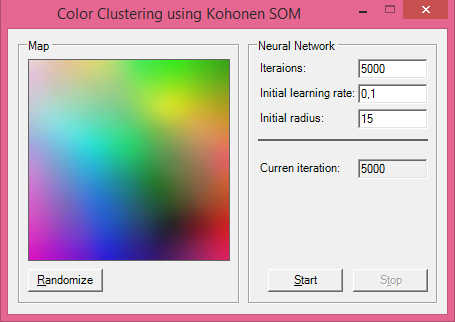 Color Clustering using Kohonen SOM
Map
Randomize
Neural Network
Iteraions: 5000
Initial learning rate: 0,1
Initial radius: 15
Curren iteration: 5000
Start Stop